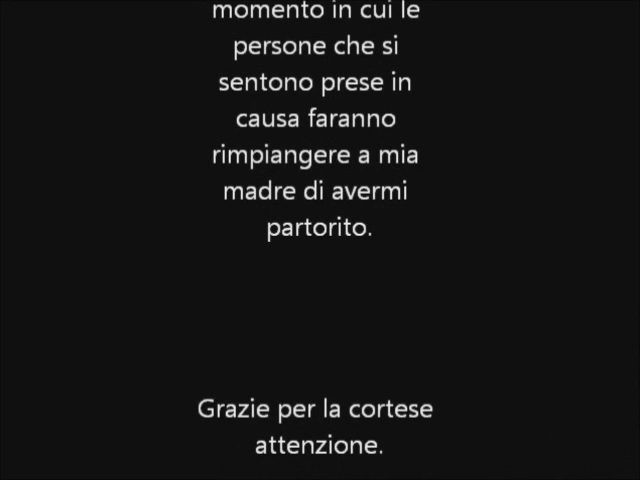 momento in cui le
persone che si
sentono prese in
causa faranno
rimpiangere a mia
madre di avermi
partorito.
Grazie per la cortese
attenzione.